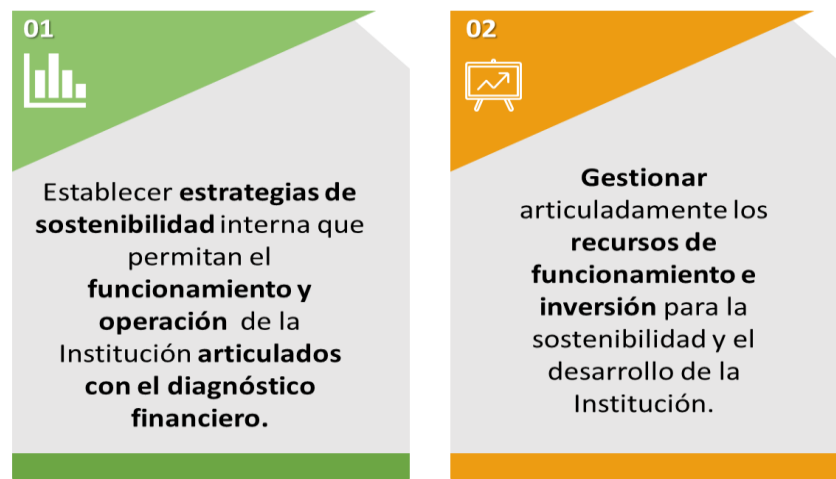 01
Establecer estrategias de
sostenibilidad interna que
permitan el
funcionamiento y
operación de la
Institución articulados
con el diagnóstico
financiero.
02
Gestionar
articuladamente los
recursos de
funcionamiento e
inversión para la
sostenibilidad y el
desarrollo de la
Institución.